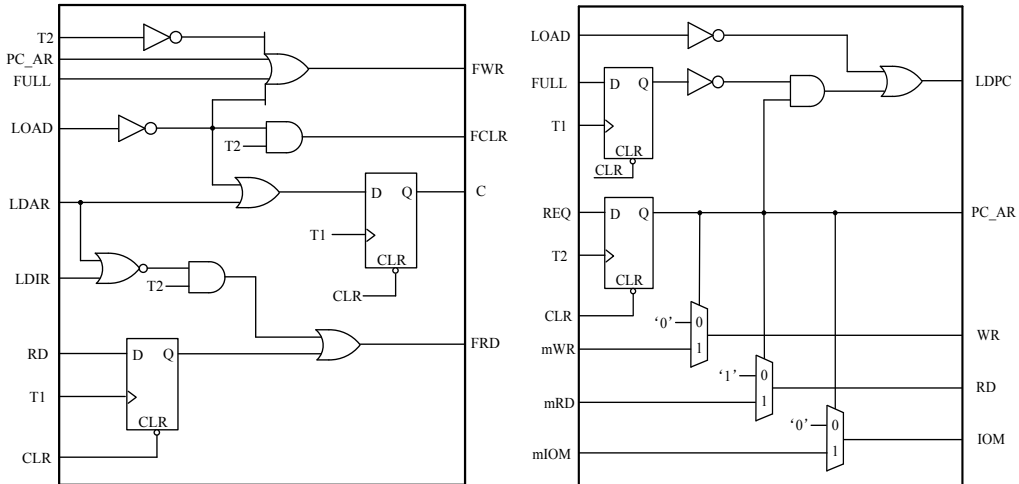 T2
PC_AR
FULL
FWR
LOAD
T2
FCLR
D Q
C
LDAR
T1
CLR
LDIR
T2
CLR
RD
D Q
FRD
T1
CLR
CLR
LOAD
FULL
D Q
LDPC
T1
CLR
CLR
REQ
D Q
PC_AR
T2
CLR
CLR
‘0’
0
mWR
1
WR
‘1’
0
RD
mRD
1
‘0’
0
IOM
mIOM
1